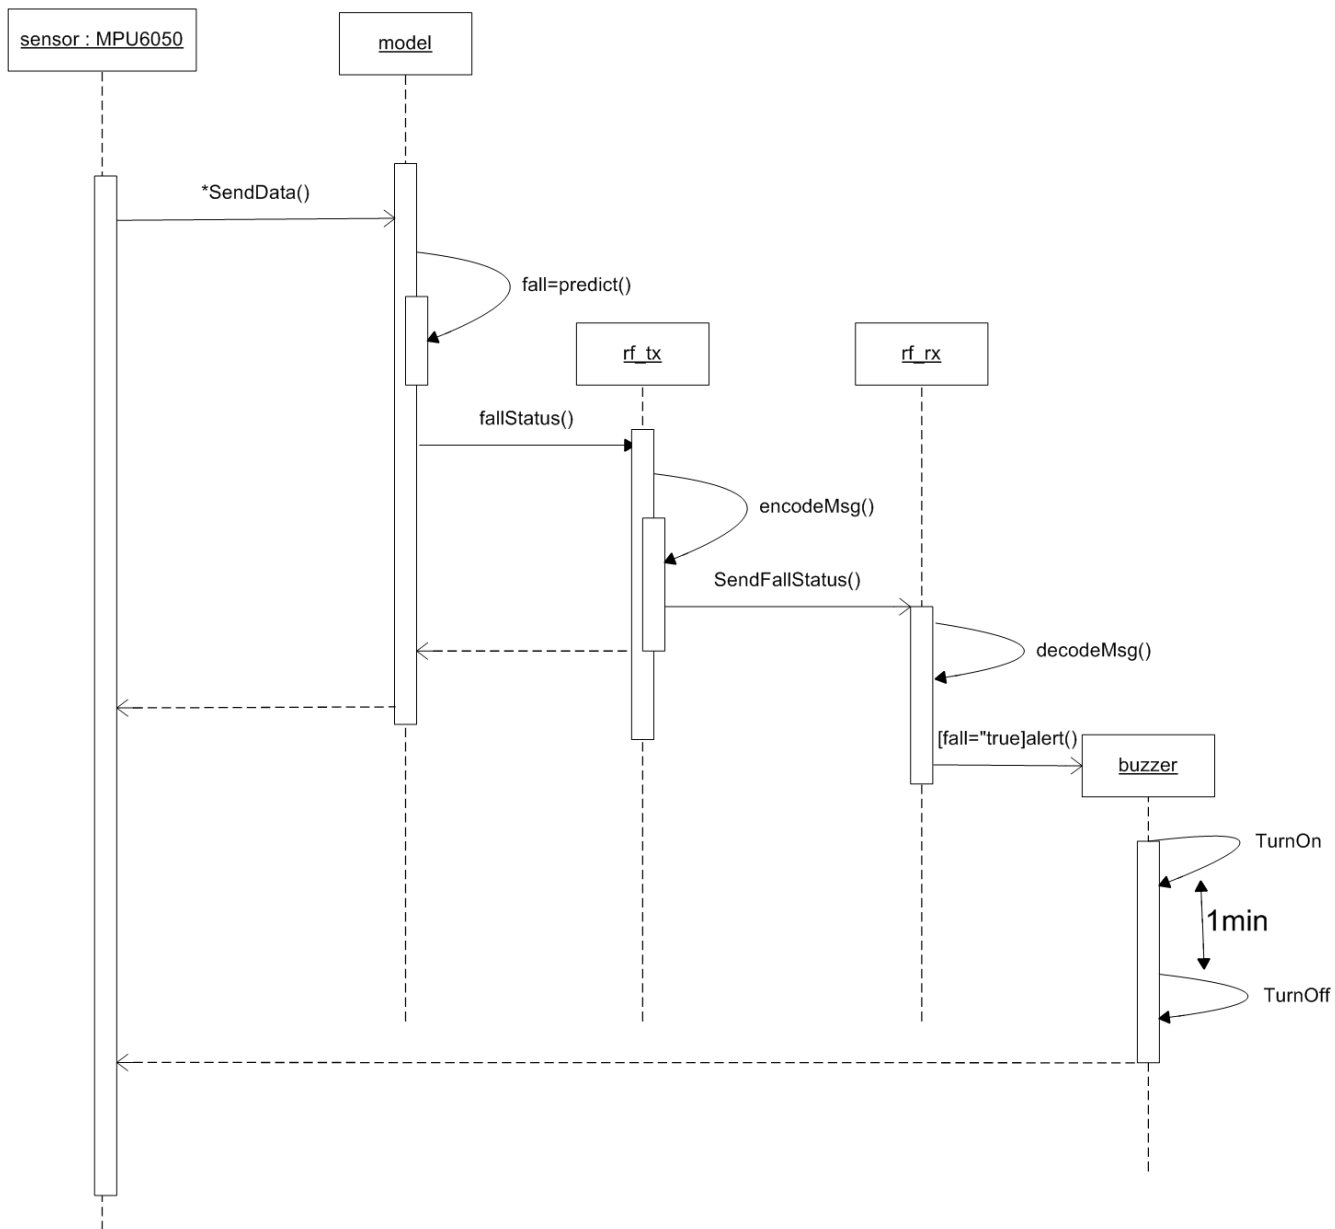 sensor : MPU6050
model
*SendData()
fall=predict()
rf_tx
rf_rx
fallStatus()
encodeMsg()
SendFallStatus()
decodeMsg()
[fall="true]alert()
buzzer
TurnOn
1min
TurnOff